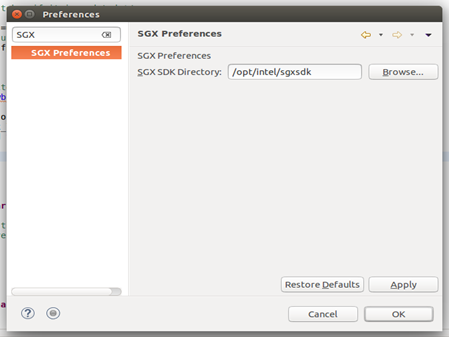 Preferences
SGX
SGX Preferences
SGX Preferences
SGX Preferences
SGX SDK Directory: /opt/intel/sgxsdk Browse...
Restore Defaults Apply
Cancel OK